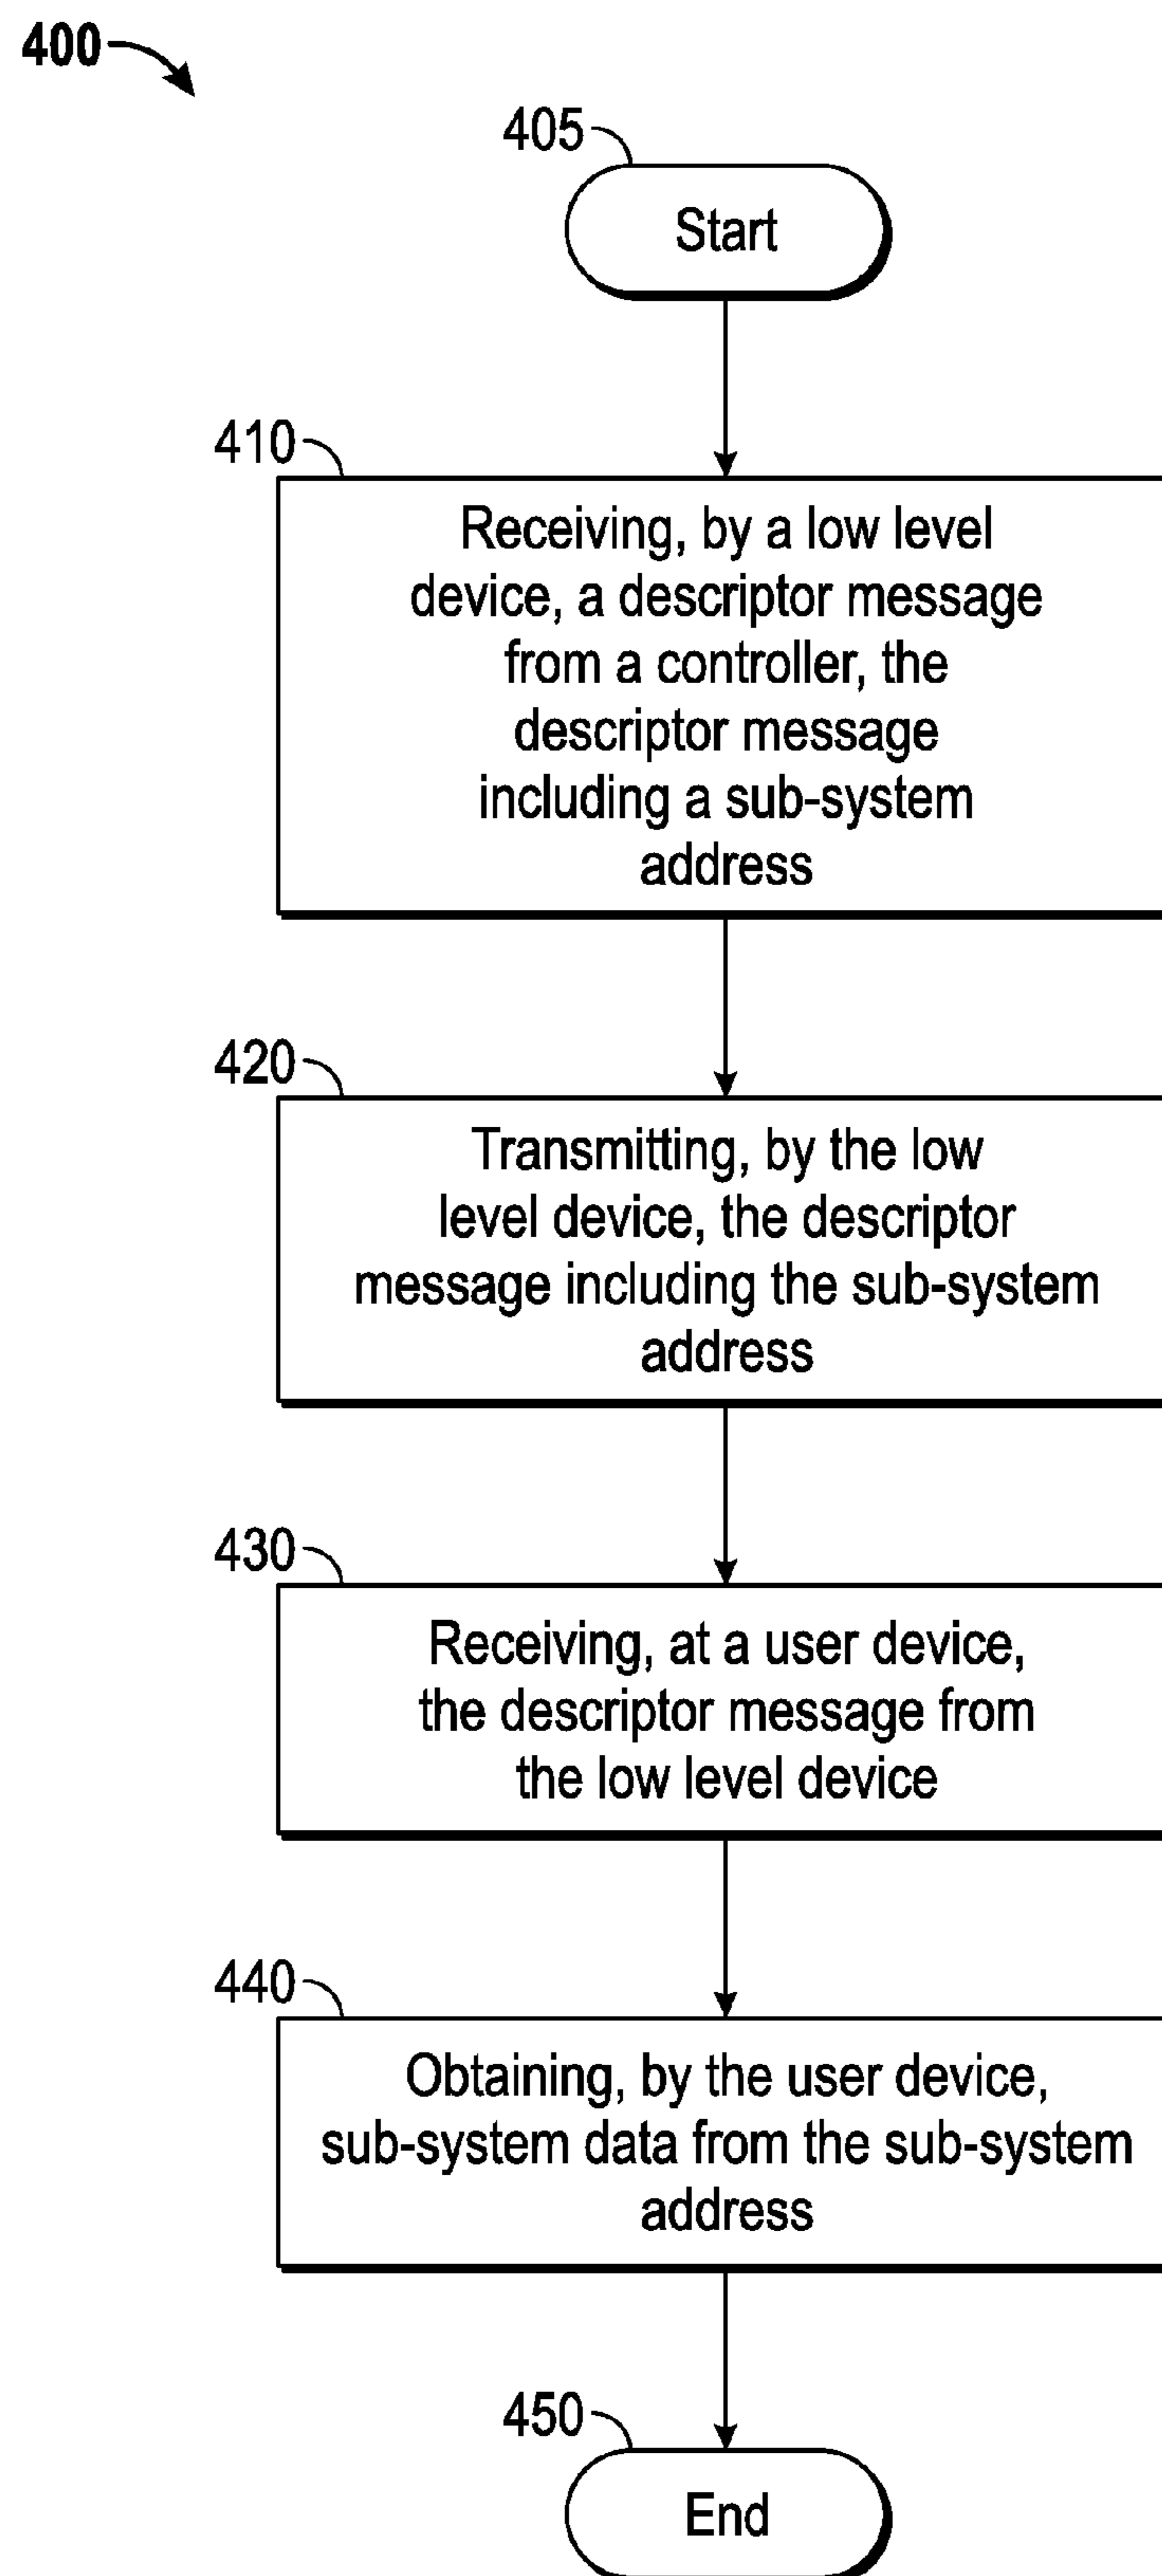 400
405
Start
410
Receiving, by a low level
device, a descriptor message
from a controller, the
descriptor message
including a sub-system
address
420
Transmitting, by the low
level device, the descriptor
message including the sub-system
address
430
Receiving, at a user device,
the descriptor message from
the low level device
440
Obtaining, by the user device,
sub-system data from the sub-system
address
450
End